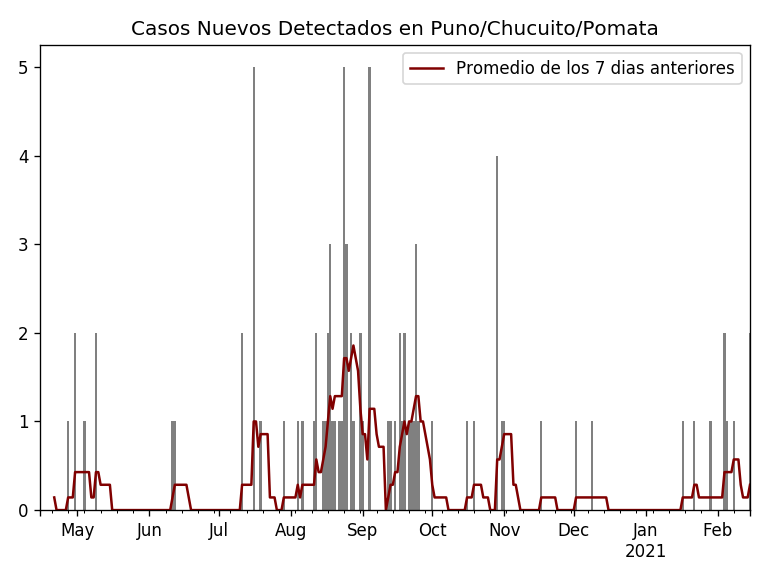 Casos Nuevos Detectados en Puno/Chucuito/Pomata
Promedio de los 7 dias anteriores
5
4
3
2
1
0
May Jun Jul Aug Sep Oct Nov Dec Jan Feb
2021